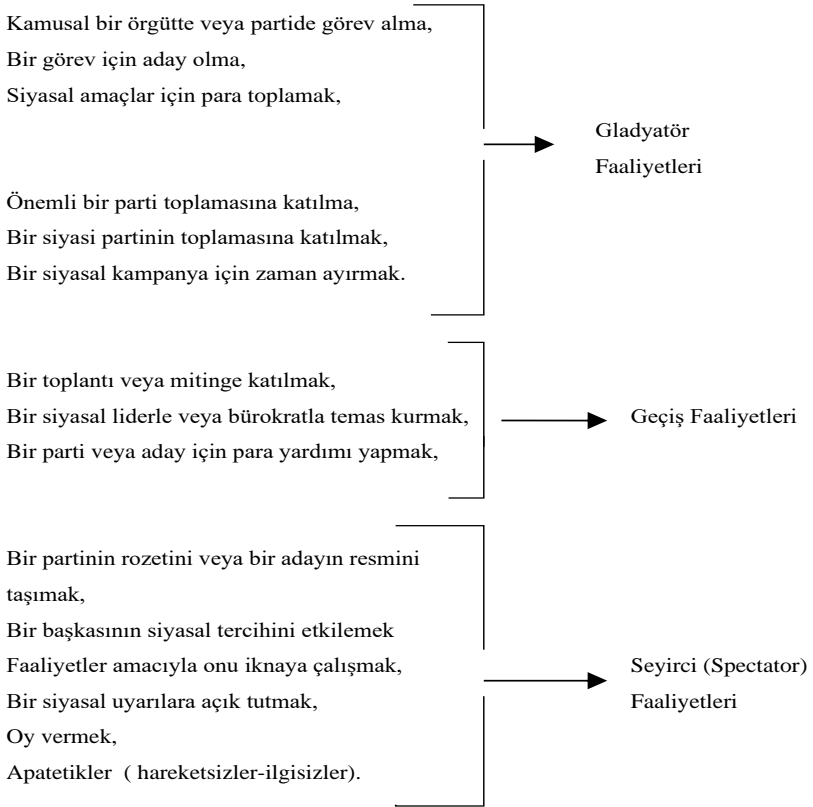 Kamusal bir örgütte veya partide görev alma,
Bir görev için aday olma,
Siyasal amaçlar için para toplamak,
Gladyatör
Faaliyetleri
Önemli bir parti toplamasına katılma,
Bir siyasi partinin toplamasına katılmak,
Bir siyasal kampanya için zaman ayırmak.
Bir toplantı veya mitinge katılmak,
Bir siyasal liderle veya bürokratla temas kurmak,
Bir parti veya aday için para yardımı yapmak,
Geçiş Faaliyetleri
Bir partinin rozetini veya bir adayın resmini
taşımak,
Bir başkasının siyasal tercihini etkilemek
Faaliyetler amacıyla onu iknaya çalışmak,
Bir siyasal uyarılara açık tutmak,
Oy vermek,
Apatetikler ( hareketsizler-ilgisizler).
Seyirci (Spectator)
Faaliyetleri